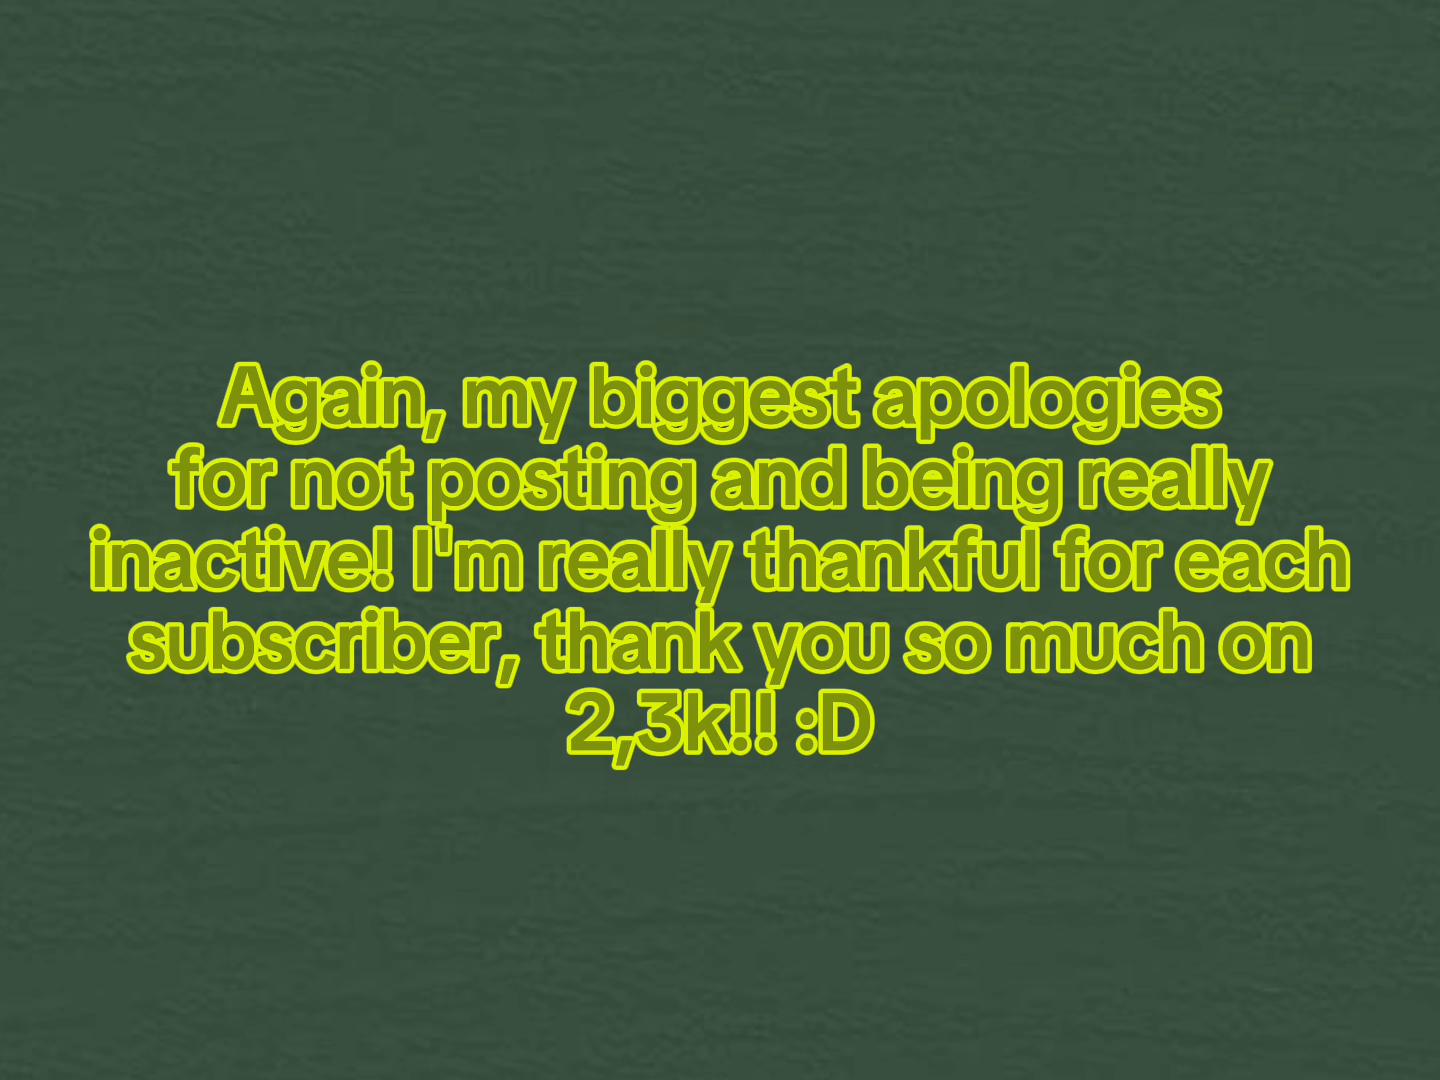 Again, my biggest apologies
for not posting and being really
inactive! I'm really thankful for each
subscriber, thank you so much on
2,3k!! :D